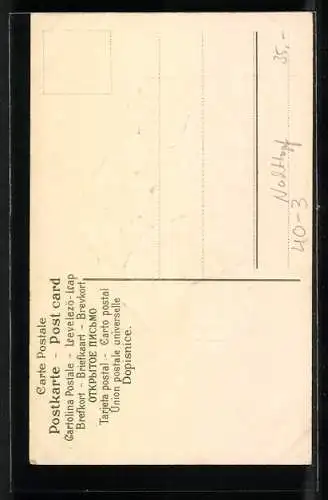 Carte Postale
Postkarte - Post card
Cartolina Postale - Levelező-Lap
Brefkort - Briefkaart - Brevkort
ОТКРЫТОЕ ПИСЬМО
Tarjeta postal - Carto postal
Union postale universelle
Dopisnice.
35,-
40-3